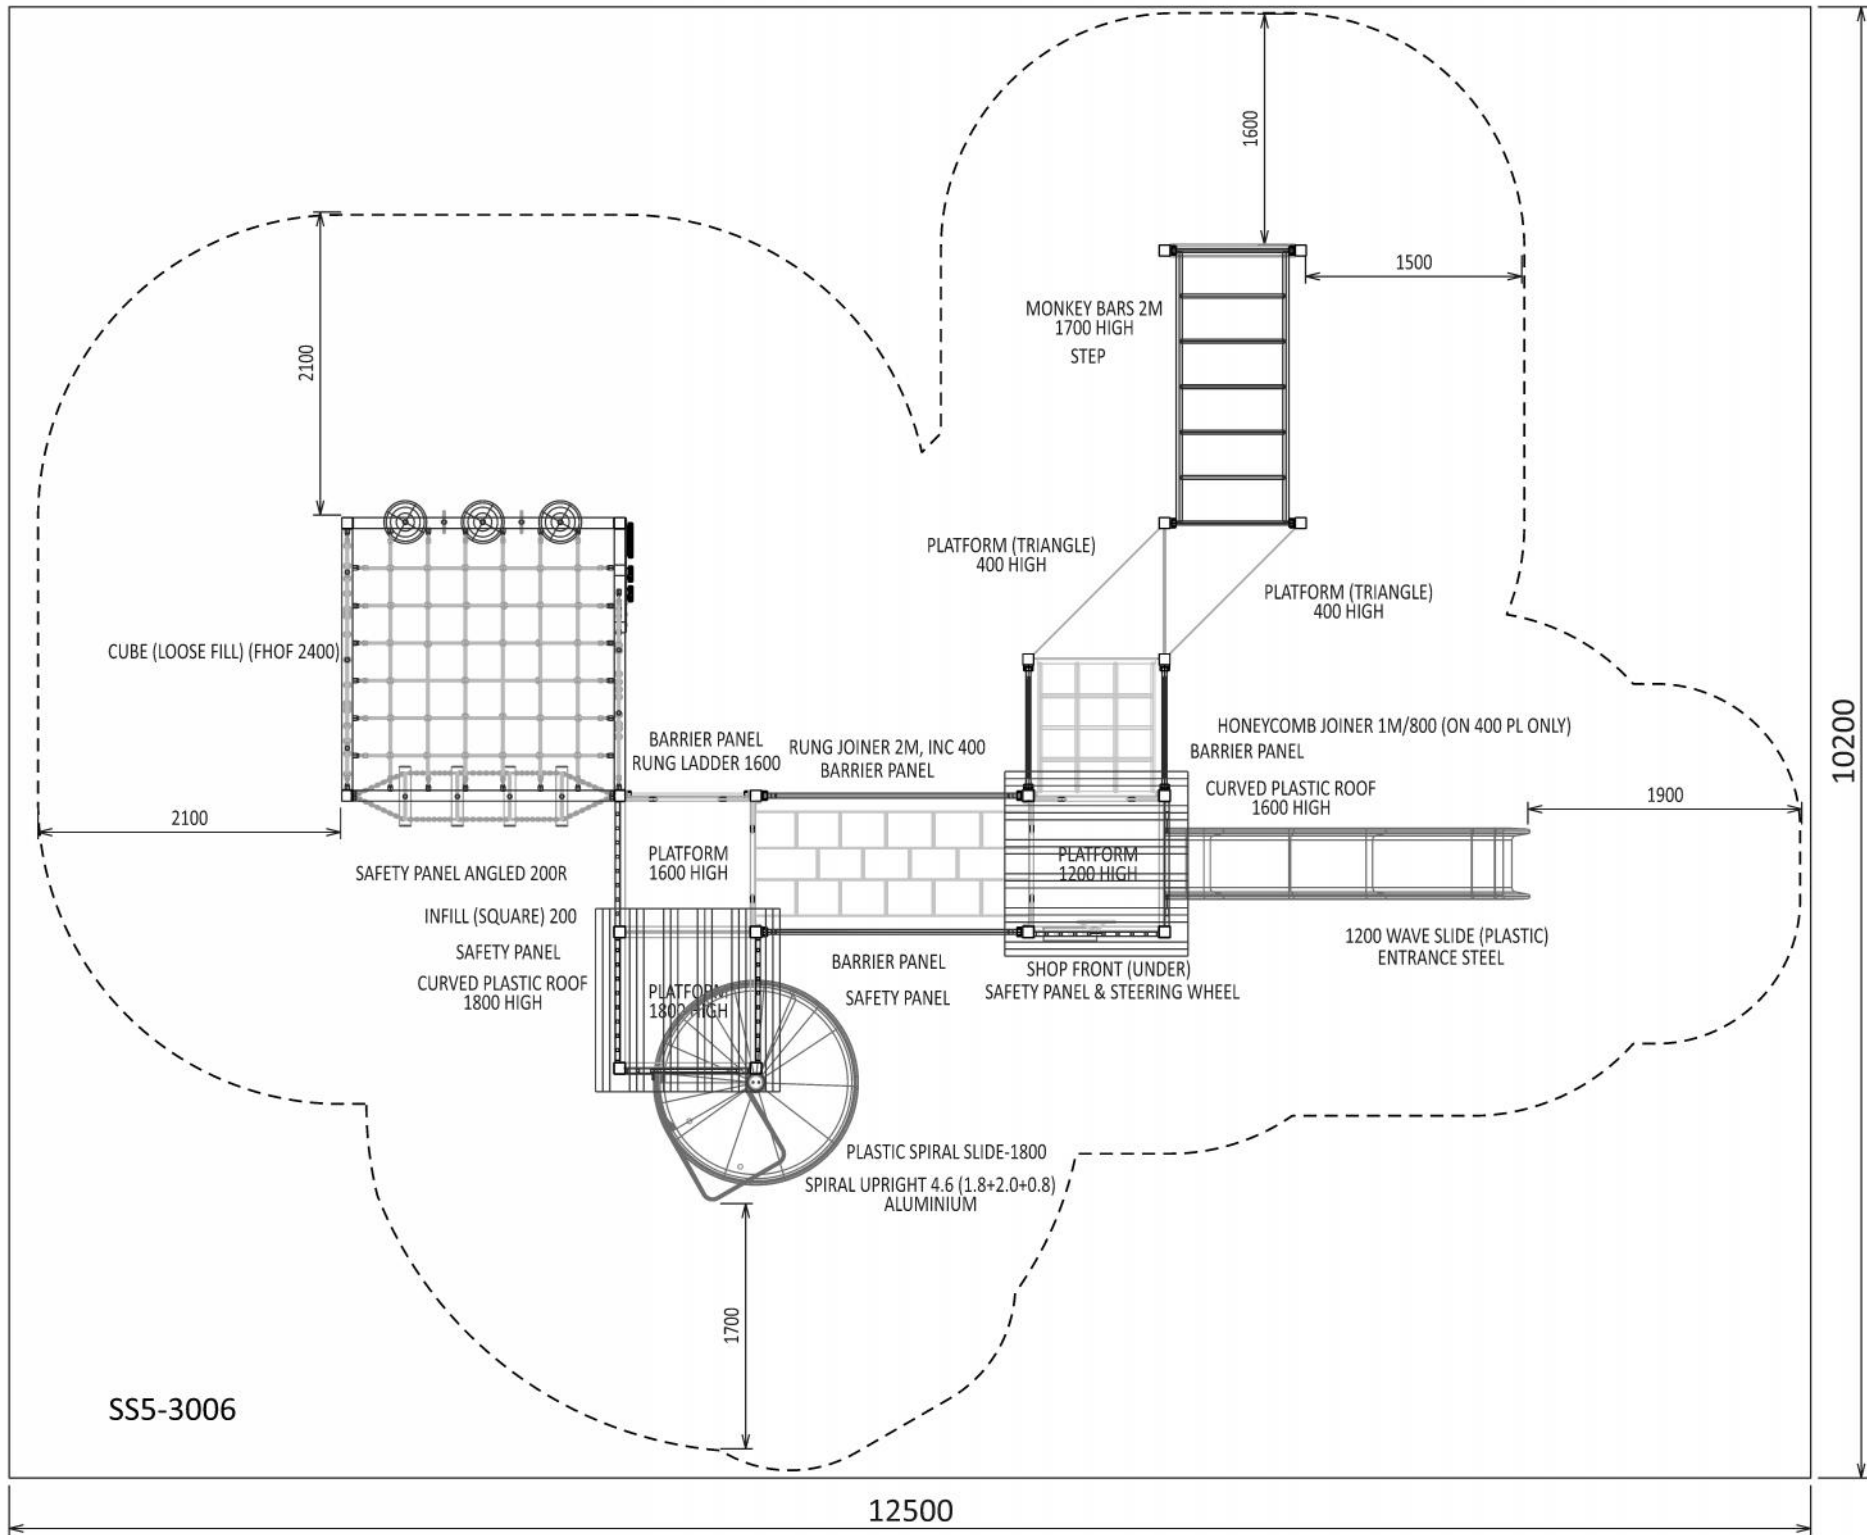 1600
1500
MONKEY BARS 2M
1700 HIGH
STEP
2100
PLATFORM (TRIANGLE)
400 HIGH
PLATFORM (TRIANGLE)
400 HIGH
CUBE (LOOSE FILL) (FHOF 2400)
BARRIER PANEL
RUNG LADDER 1600
RUNG JOINER 2M, INC 400
BARRIER PANEL
HONEYCOMB JOINER 1M/800 (ON 400 PL ONLY)
BARRIER PANEL
CURVED PLASTIC ROOF
1600 HIGH
1900
10200
2100
PLATFORM
1600 HIGH
PLATFORM
1200 HIGH
SAFETY PANEL ANGLED 200R
INFILL (SQUARE) 200
SAFETY PANEL
CURVED PLASTIC ROOF
1800 HIGH
PLATFORM
1800 HIGH
BARRIER PANEL
SAFETY PANEL
SHOP FRONT (UNDER)
SAFETY PANEL & STEERING WHEEL
1200 WAVE SLIDE (PLASTIC)
ENTRANCE STEEL
PLASTIC SPIRAL SLIDE-1800
SPIRAL UPRIGHT 4.6 (1.8+2.0+0.8)
ALUMINIUM
1700
SS5-3006
12500